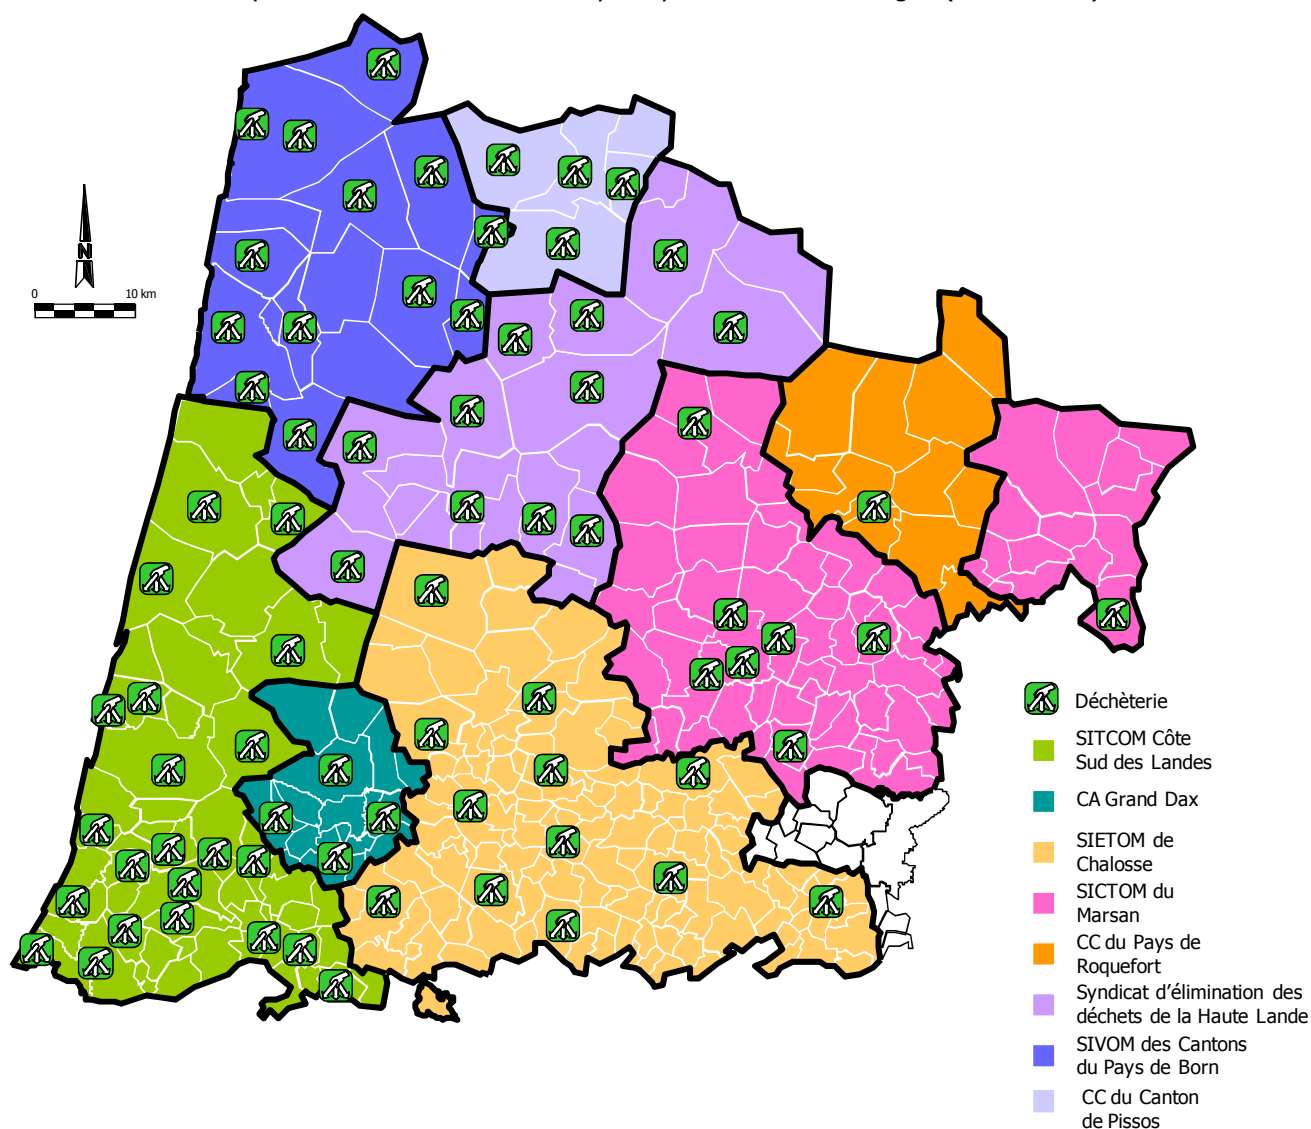 N
0 10 km
Déchèterie
SITCOM Côte
Sud des Landes
CA Grand Dax
SIETOM de
Chalosse
SICTOM du
Marsan
CC du Pays de
Roquefort
Syndicat d'élimination des
déchets de la Haute Lande
SIVOM des Cantons
du Pays de Born
CC du Canton
de Pissos